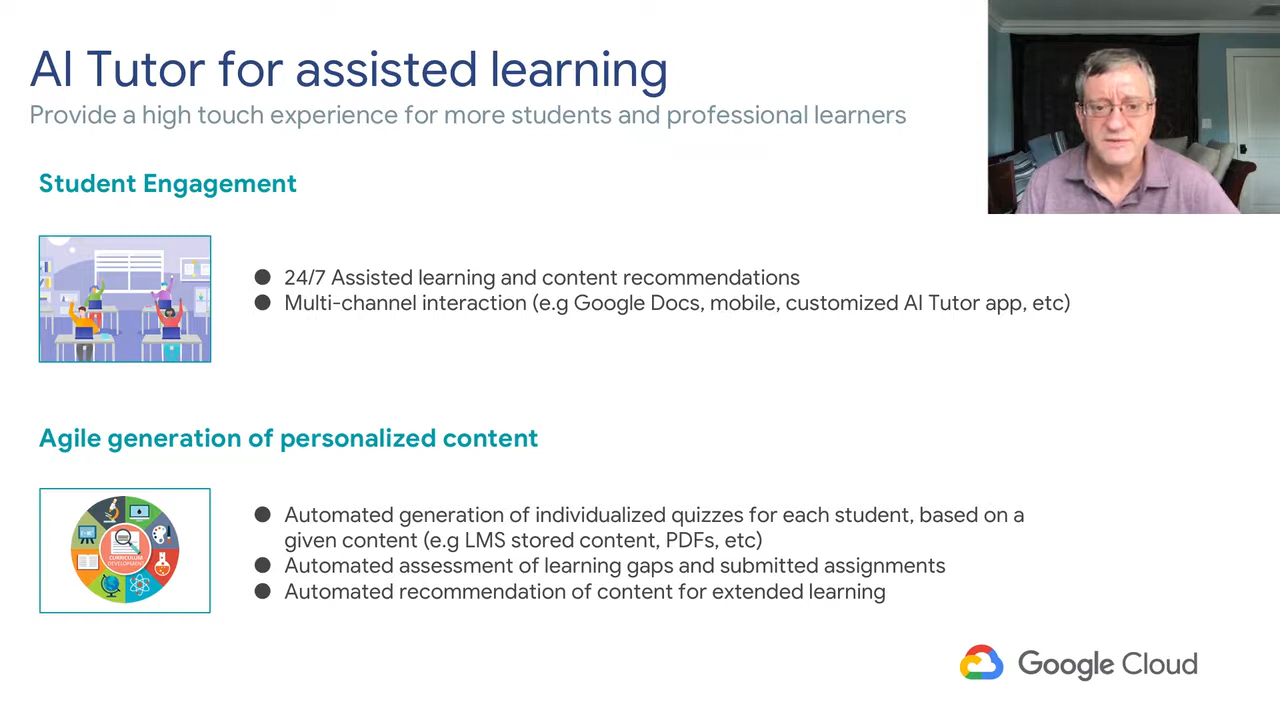 AI Tutor for assisted learning
Provide a high touch experience for more students and professional learners
Student Engagement
● 24/7 Assisted learning and content recommendations
● Multi-channel interaction (e.g Google Docs, mobile, customized AI Tutor app, etc)
Agile generation of personalized content
CURRICULUM
DEVELOPMENT
● Automated generation of individualized quizzes for each student, based on a
given content (e.g LMS stored content, PDFs, etc)
● Automated assessment of learning gaps and submitted assignments
● Automated recommendation of content for extended learning
Google Cloud